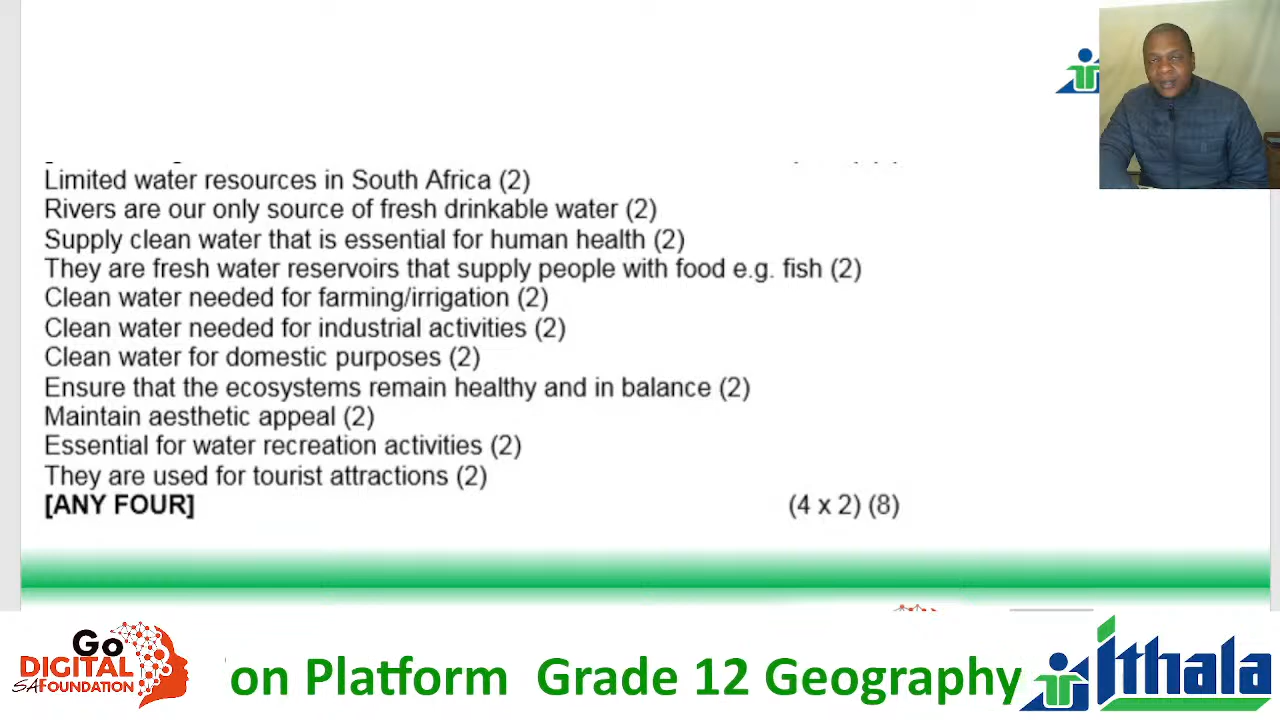 Limited water resources in South Africa (2)
Rivers are our only source of fresh drinkable water (2)
Supply clean water that is essential for human health (2)
They are fresh water reservoirs that supply people with food e.g. fish (2)
Clean water needed for farming/irrigation (2)
Clean water needed for industrial activities (2)
Clean water for domestic purposes (2)
Ensure that the ecosystems remain healthy and in balance (2)
Maintain aesthetic appeal (2)
Essential for water recreation activities (2)
They are used for tourist attractions (2)
[ANY FOUR] (4 x 2) (8)
Go
DIGITAL
SA FOUNDATION
on Platform Grade 12 Geography
Ithala